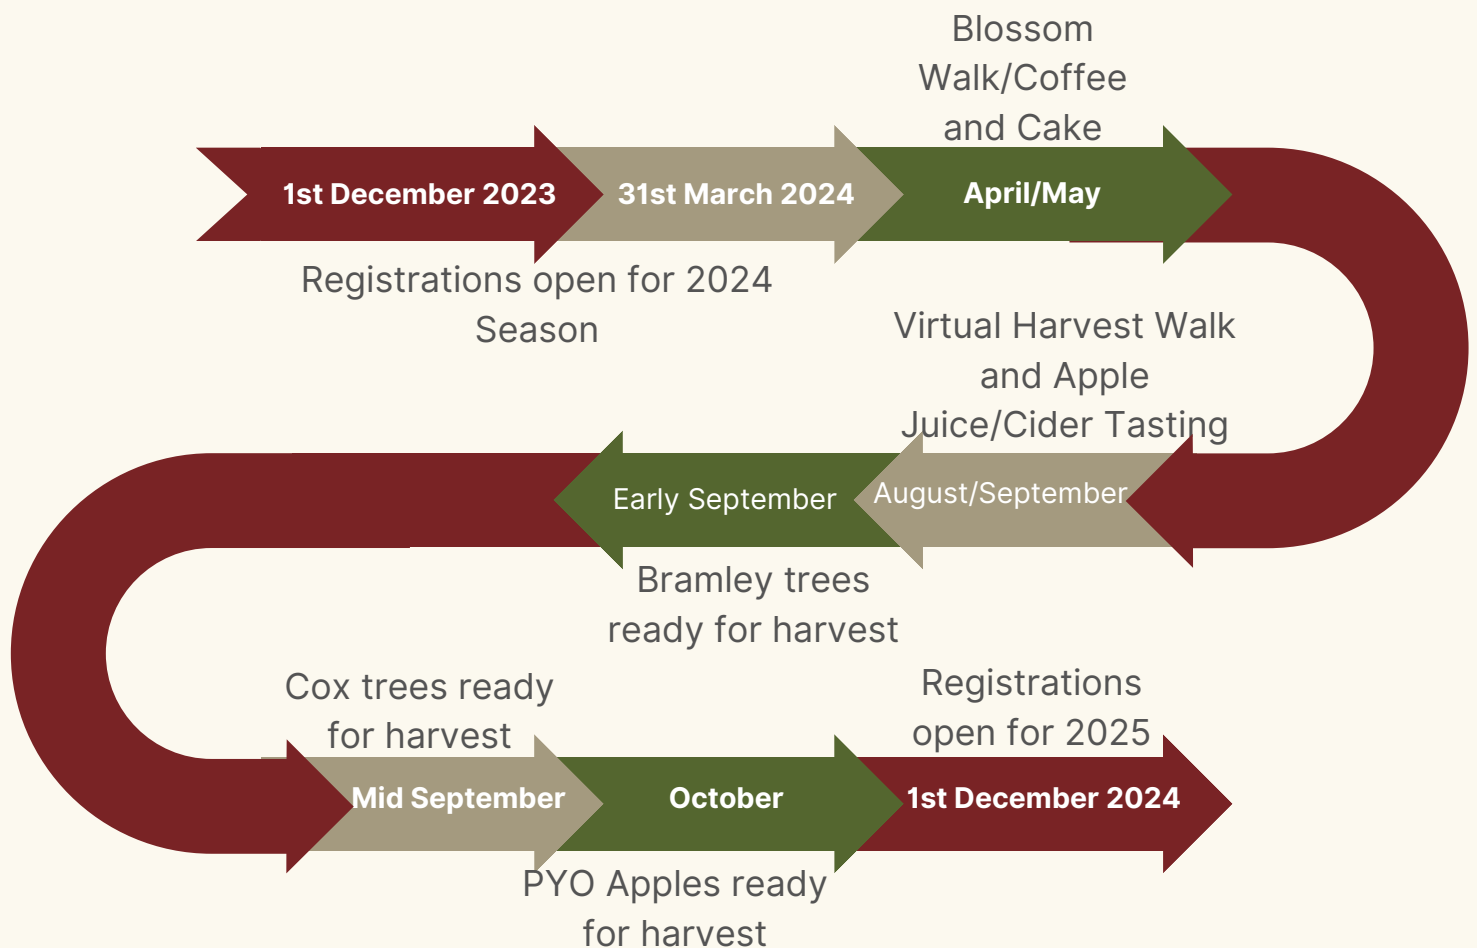 Blossom
Walk/Coffee
and Cake
1st December 2023
31st March 2024
April/May
Registrations open for 2024
Season
Virtual Harvest Walk
and Apple
Juice/Cider Tasting
August/September
Early September
Bramley trees
ready for harvest
Cox trees ready
for harvest
Registrations
open for 2025
Mid September
October
1st December 2024
PYO Apples ready
for harvest